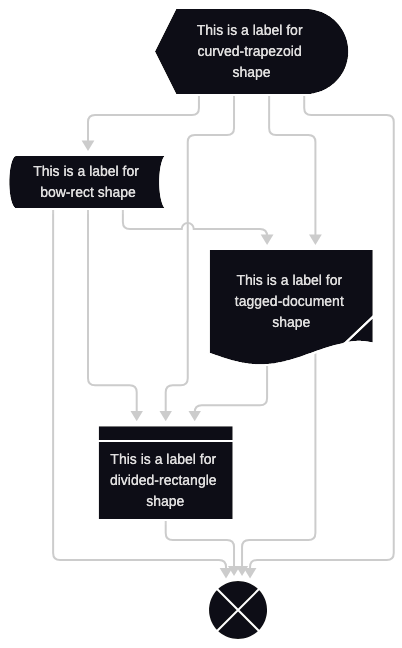 This is a label for
curved-trapezoid
shape
This is a label for
bow-rect shape
This is a label for
tagged-document
shape
This is a label for
divided-rectangle
shape